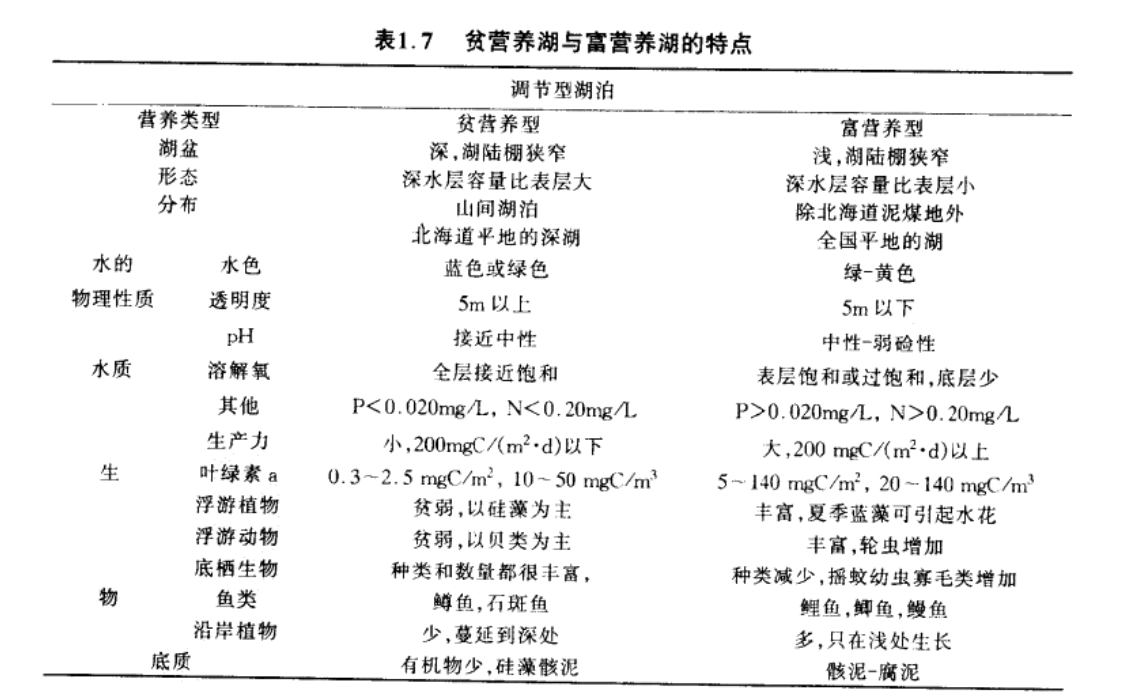 表1.7 贫营养湖与富营养湖的特点
调节型湖泊
营养类型 贫营养型 富营养型
湖盆 深,湖陆棚狭窄 浅,湖陆棚狭窄
形态 深水层容量比表层大 深水层容量比表层小
分布 山间湖泊 除北海道泥煤地外
北海道平地的深湖 全国平地的湖
水的 水色 蓝色或绿色 绿-黄色
物理性质 透明度 5m 以上 5m 以下
pH 接近中性 中性-弱硷性
水质 溶解氧 全层接近饱和 表层饱和或过饱和,底层少
其他 P<0.020mg/L, N<0.20mg/L P>0.020mg/L, N>0.20mg/L
生产力 小,200mgC/(m²·d)以下 大,200 mgC/(m²·d)以上
生 叶绿素 a 0.3~2.5 mgC/m², 10~50 mgC/m³ 5~140 mgC/m², 20~140 mgC/m³
浮游植物 贫弱,以硅藻为主 丰富,夏季蓝藻可引起水花
浮游动物 贫弱,以贝类为主 丰富,轮虫增加
底栖生物 种类和数量都很丰富, 种类减少,摇蚊幼虫寡毛类增加
物 鱼类 鳟鱼,石斑鱼 鲤鱼,鲫鱼,鳗鱼
沿岸植物 少,蔓延到深处 多,只在浅处生长
底质 有机物少,硅藻骸泥 骸泥-腐泥